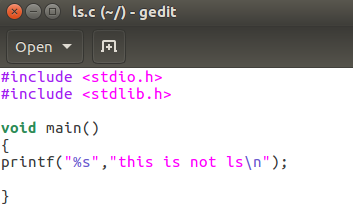 ls.c (~/) - gedit
Open
#include <stdio.h>
#include <stdlib.h>
void main()
{
printf("%s","this is not ls\n");
}